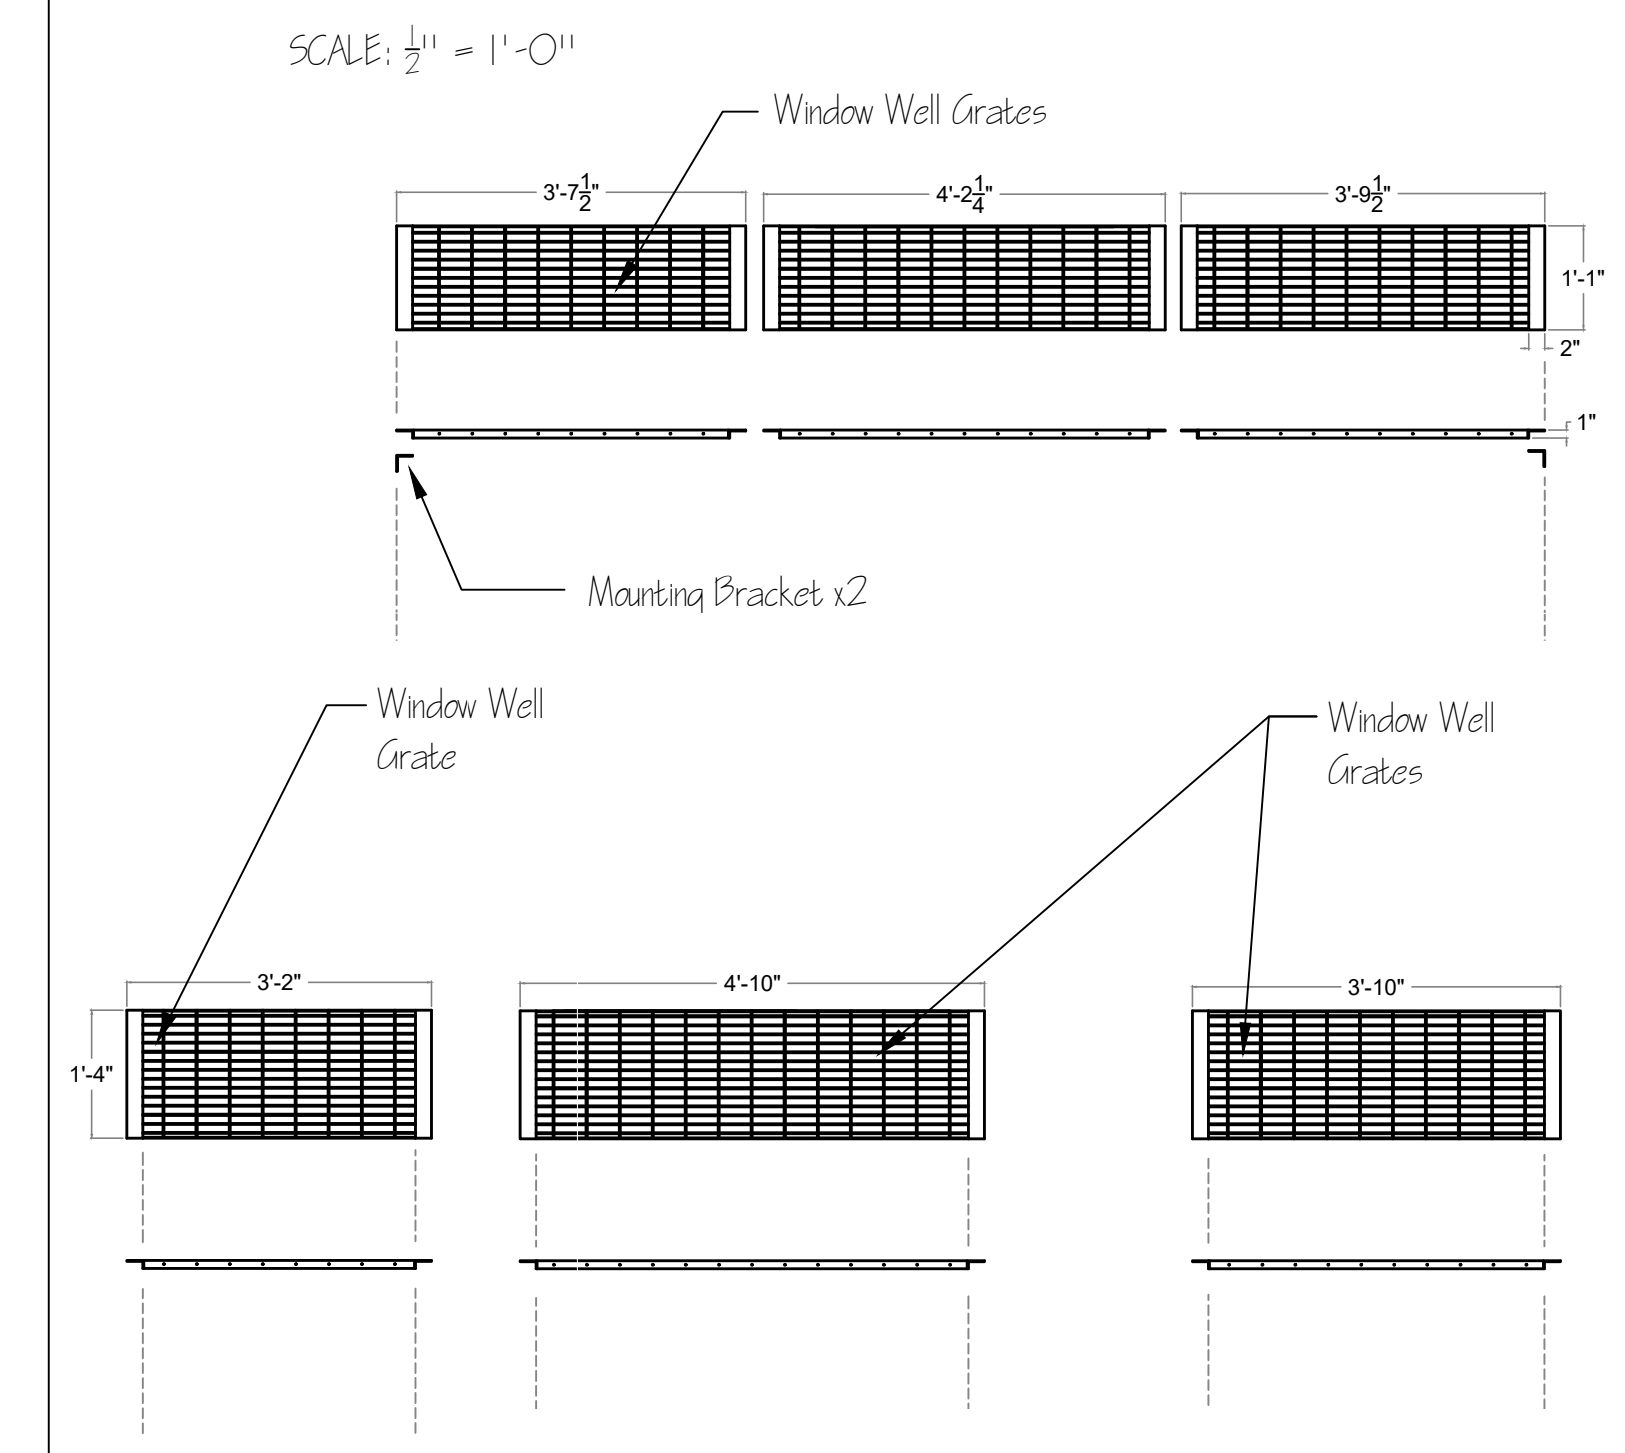 SCALE: 1/2" = 1'-0"
Window Well Grates
3'-7 1/2"
4'-2 1/4"
3'-9 1/2"
1'-1"
2"
1"
Mounting Bracket x2
Window Well
Grate
Window Well
Grates
3'-2"
4'-10"
3'-10"
1'-4"